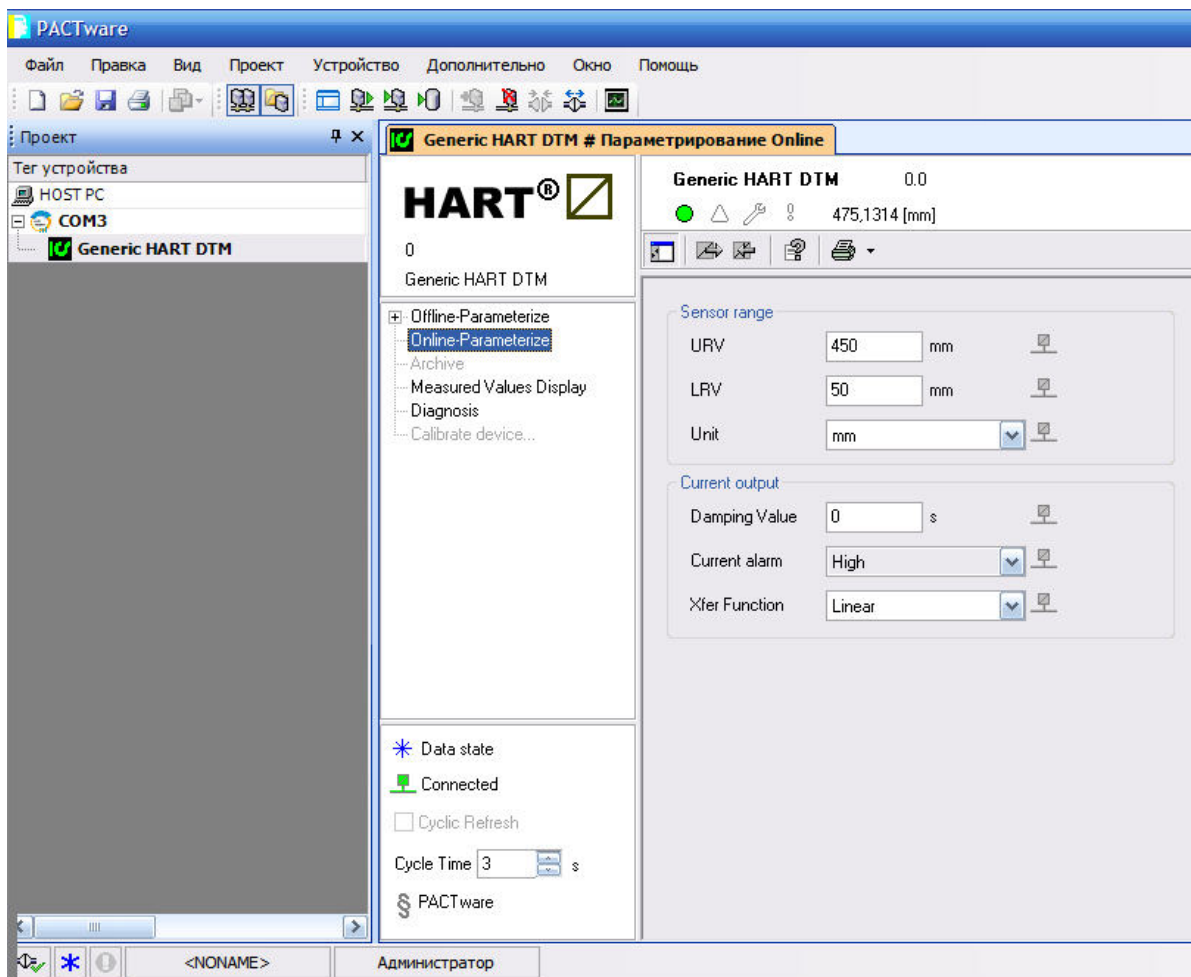 PACTware
Файл Правка Вид Проект Устройство Дополнительно Окно Помощь
Проект
Тег устройства
HOST PC
COM3
Generic HART DTM
Generic HART DTM # Параметрирование Online
HART®
0
Generic HART DTM
Generic HART DTM 0.0
475,1314 [mm]
Offline-Parameterize
Online-Parameterize
Archive
Measured Values Display
Diagnosis
Calibrate device...
Sensor range
URV 450 mm
LRV 50 mm
Unit mm
Current output
Damping Value 0 s
Current alarm High
Xfer Function Linear
Data state
Connected
Cyclic Refresh
Cycle Time 3 s
§ PACTware
<NONAME> Администратор